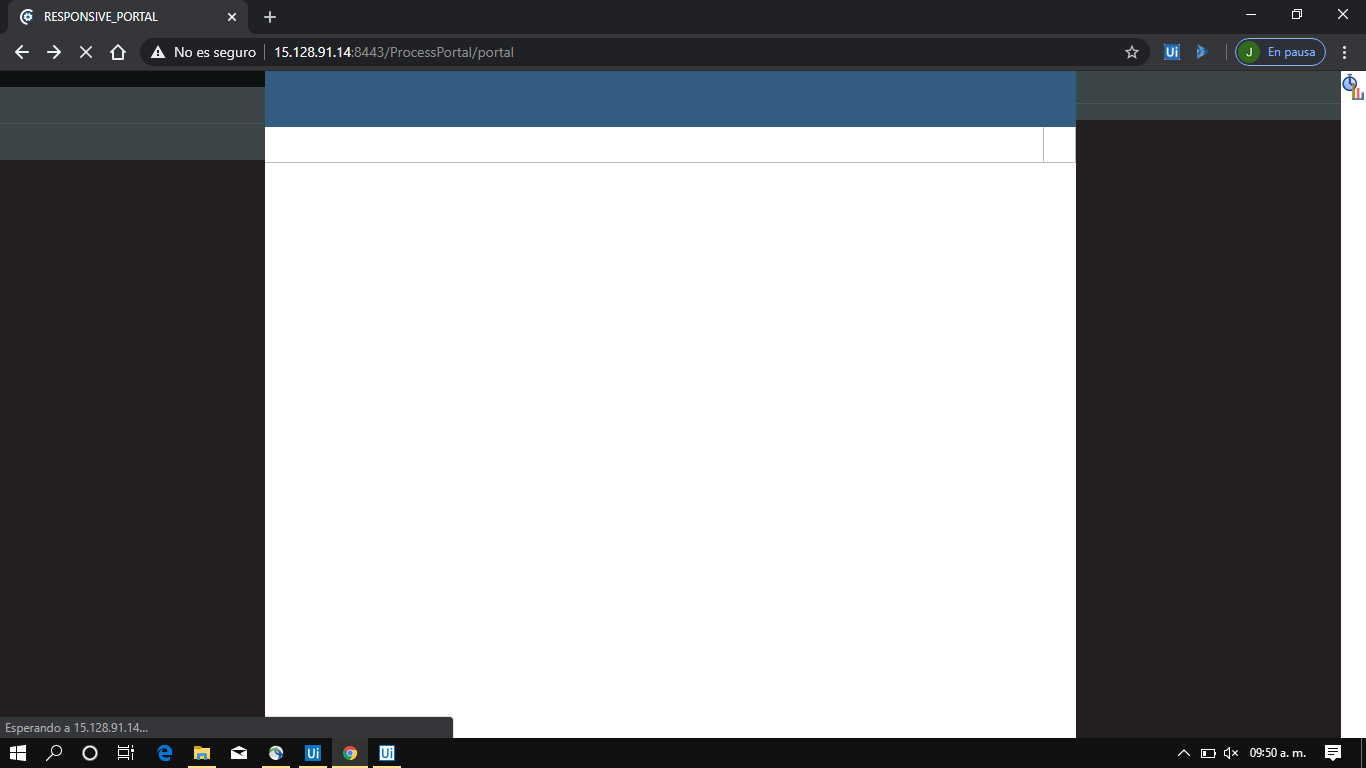 RESPONSIVE_PORTAL
No es seguro
15.128.91.14:8443/ProcessPortal/portal
Ui
J
En pausa
Esperando a 15.128.91.14...
Ui
Ui
09:50 a. m.